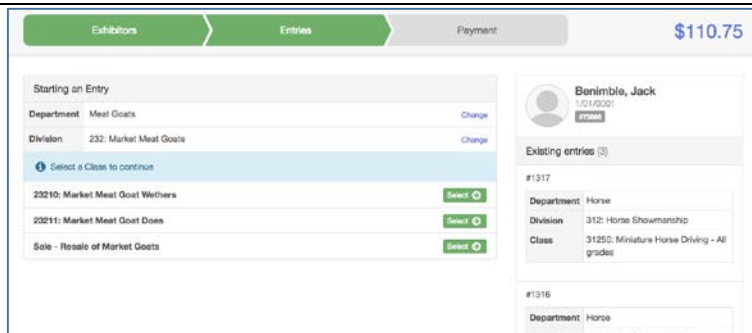 Exhibitors
Entries
Payment
$110.75
Starting an Entry
Department Meat Goats Change
Division 232: Market Meat Goats Change
Select a Class to continue
23210: Market Meat Goat Wethers Select
23211: Market Meat Goat Does Select
Sale - Resale of Market Goats Select
Benimble, Jack
1/01/0001
Existing entries (3)
#1317
Department Horse
Division 312: Horse Showmanship
Class 31250: Miniature Horse Driving - All
grades
#1316
Department Horse